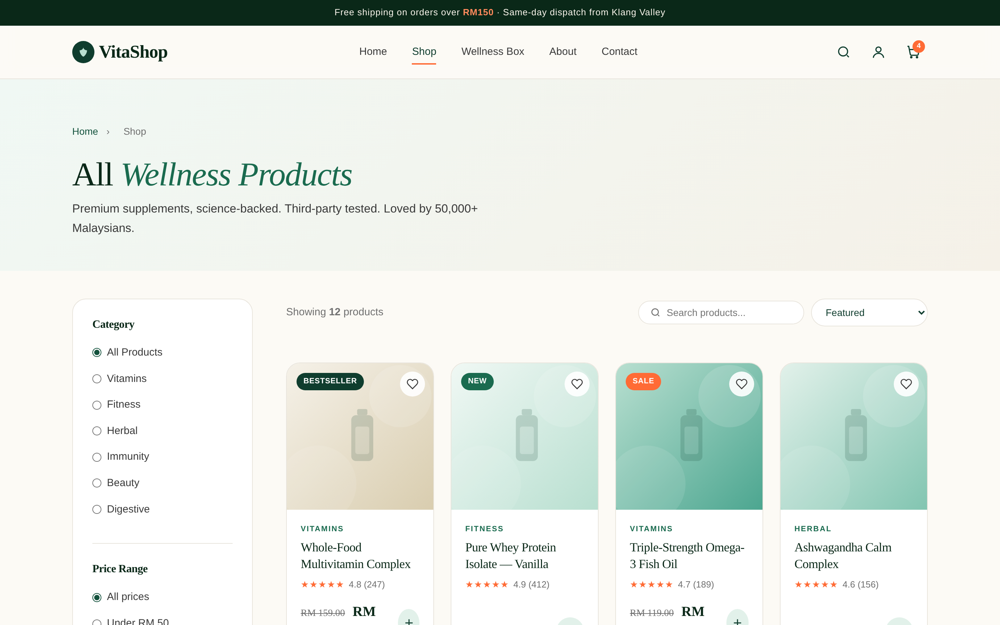 Free shipping on orders over RM150 · Same-day dispatch from Klang Valley
VitaShop
Home
Shop
Wellness Box
About
Contact
4
Home › Shop
All Wellness Products
Premium supplements, science-backed. Third-party tested. Loved by 50,000+
Malaysians.
Category
All Products
Vitamins
Fitness
Herbal
Immunity
Beauty
Digestive
Price Range
All prices
Under RM 50
Showing 12 products
Search products...
Featured
BESTSELLER
VITAMINS
Whole-Food
Multivitamin Complex
★★★★★ 4.8 (247)
RM 159.00 RM
+
NEW
FITNESS
Pure Whey Protein
Isolate — Vanilla
★★★★★ 4.9 (412)
SALE
VITAMINS
Triple-Strength Omega-
3 Fish Oil
★★★★★ 4.7 (189)
RM 119.00 RM
+
HERBAL
Ashwagandha Calm
Complex
★★★★★ 4.6 (156)